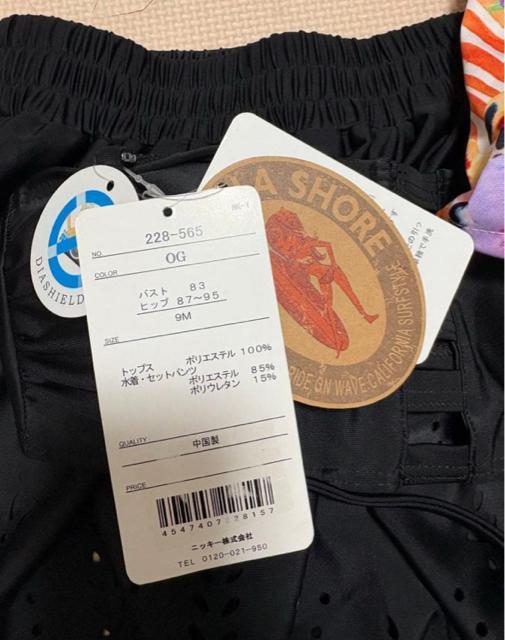 DIASHIELD
A SHORE
RIDE ON WAVE・CALIFORNIA SURFSTYLE
NO. 228-565
COLOR OG
バスト 83
ヒップ 87〜95
9M
SIZE
トップス ポリエステル 100%
水着・セットパンツ ポリエステル 85%
ポリウレタン 15%
QUALITY 中国製
PRICE
4547407728157
ニッキー株式会社
TEL 0120-021-950